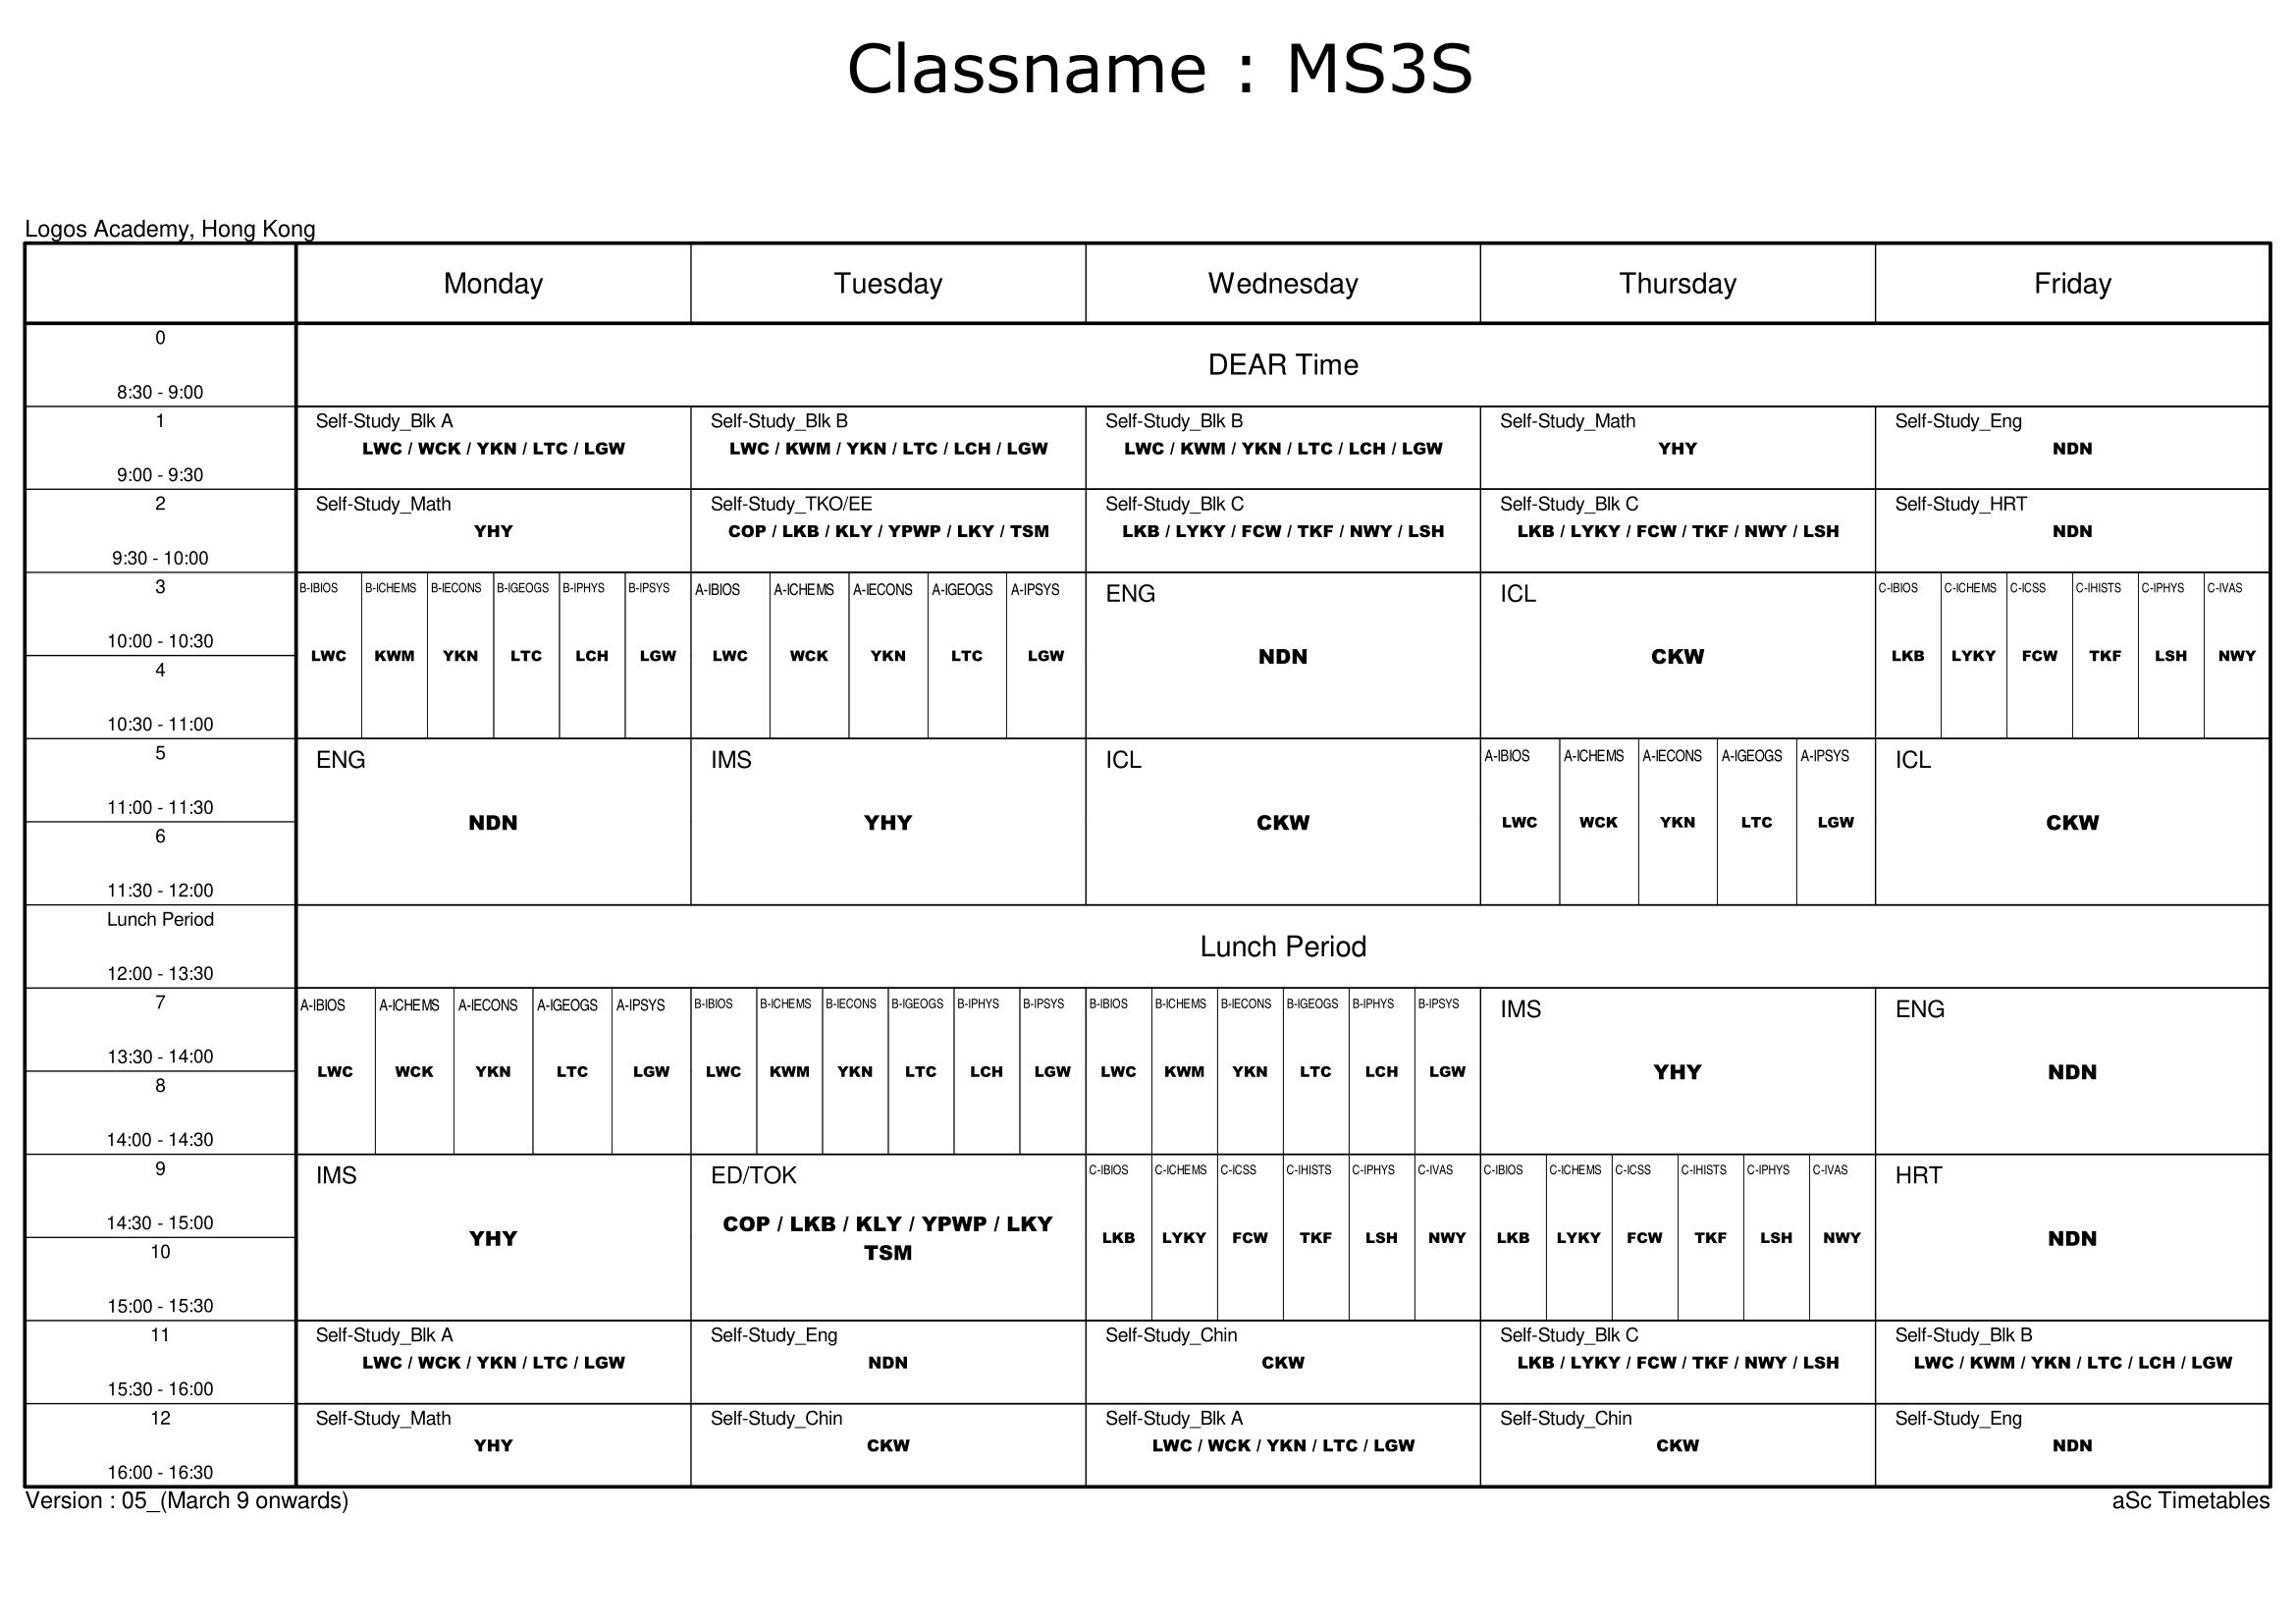 Classname : MS3S
Logos Academy, Hong Kong
Monday
Tuesday
Wednesday
Thursday
Friday
0
8:30 - 9:00
DEAR Time
1
9:00 - 9:30
Self-Study_Blk A
LWC / WCK / YKN / LTC / LGW
Self-Study_Blk B
LWC / KWM / YKN / LTC / LCH / LGW
Self-Study_Blk B
LWC / KWM / YKN / LTC / LCH / LGW
Self-Study_Math
YHY
Self-Study_Eng
NDN
2
9:30 - 10:00
Self-Study_Math
YHY
Self-Study_TKO/EE
COP / LKB / KLY / YPWP / LKY / TSM
Self-Study_Blk C
LKB / LYKY / FCW / TKF / NWY / LSH
Self-Study_Blk C
LKB / LYKY / FCW / TKF / NWY / LSH
Self-Study_HRT
NDN
3
10:00 - 10:30
4
10:30 - 11:00
B-IBIOS B-ICHEMS B-IECONS B-IGEOGS B-IPHYS B-IPSYS
LWC KWM YKN LTC LCH LGW
A-IBIOS A-ICHEMS A-IECONS A-IGEOGS A-IPSYS
LWC WCK YKN LTC LGW
ENG
NDN
ICL
CKW
C-IBIOS C-ICHEMS C-ICSS C-IHISTS C-IPHYS C-IVAS
LKB LYKY FCW TKF LSH NWY
5
11:00 - 11:30
6
11:30 - 12:00
ENG
NDN
IMS
YHY
ICL
CKW
A-IBIOS A-ICHEMS A-IECONS A-IGEOGS A-IPSYS
LWC WCK YKN LTC LGW
ICL
CKW
Lunch Period
12:00 - 13:30
Lunch Period
7
13:30 - 14:00
8
14:00 - 14:30
A-IBIOS A-ICHEMS A-IECONS A-IGEOGS A-IPSYS
LWC WCK YKN LTC LGW
B-IBIOS B-ICHEMS B-IECONS B-IGEOGS B-IPHYS B-IPSYS
LWC KWM YKN LTC LCH LGW
B-IBIOS B-ICHEMS B-IECONS B-IGEOGS B-IPHYS B-IPSYS
LWC KWM YKN LTC LCH LGW
IMS
YHY
ENG
NDN
9
14:30 - 15:00
10
15:00 - 15:30
IMS
YHY
ED/TOK
COP / LKB / KLY / YPWP / LKY
TSM
C-IBIOS C-ICHEMS C-ICSS C-IHISTS C-IPHYS C-IVAS
LKB LYKY FCW TKF LSH NWY
C-IBIOS C-ICHEMS C-ICSS C-IHISTS C-IPHYS C-IVAS
LKB LYKY FCW TKF LSH NWY
HRT
NDN
11
15:30 - 16:00
Self-Study_Blk A
LWC / WCK / YKN / LTC / LGW
Self-Study_Eng
NDN
Self-Study_Chin
CKW
Self-Study_Blk C
LKB / LYKY / FCW / TKF / NWY / LSH
Self-Study_Blk B
LWC / KWM / YKN / LTC / LCH / LGW
12
16:00 - 16:30
Self-Study_Math
YHY
Self-Study_Chin
CKW
Self-Study_Blk A
LWC / WCK / YKN / LTC / LGW
Self-Study_Chin
CKW
Self-Study_Eng
NDN
Version : 05_(March 9 onwards)
aSc Timetables